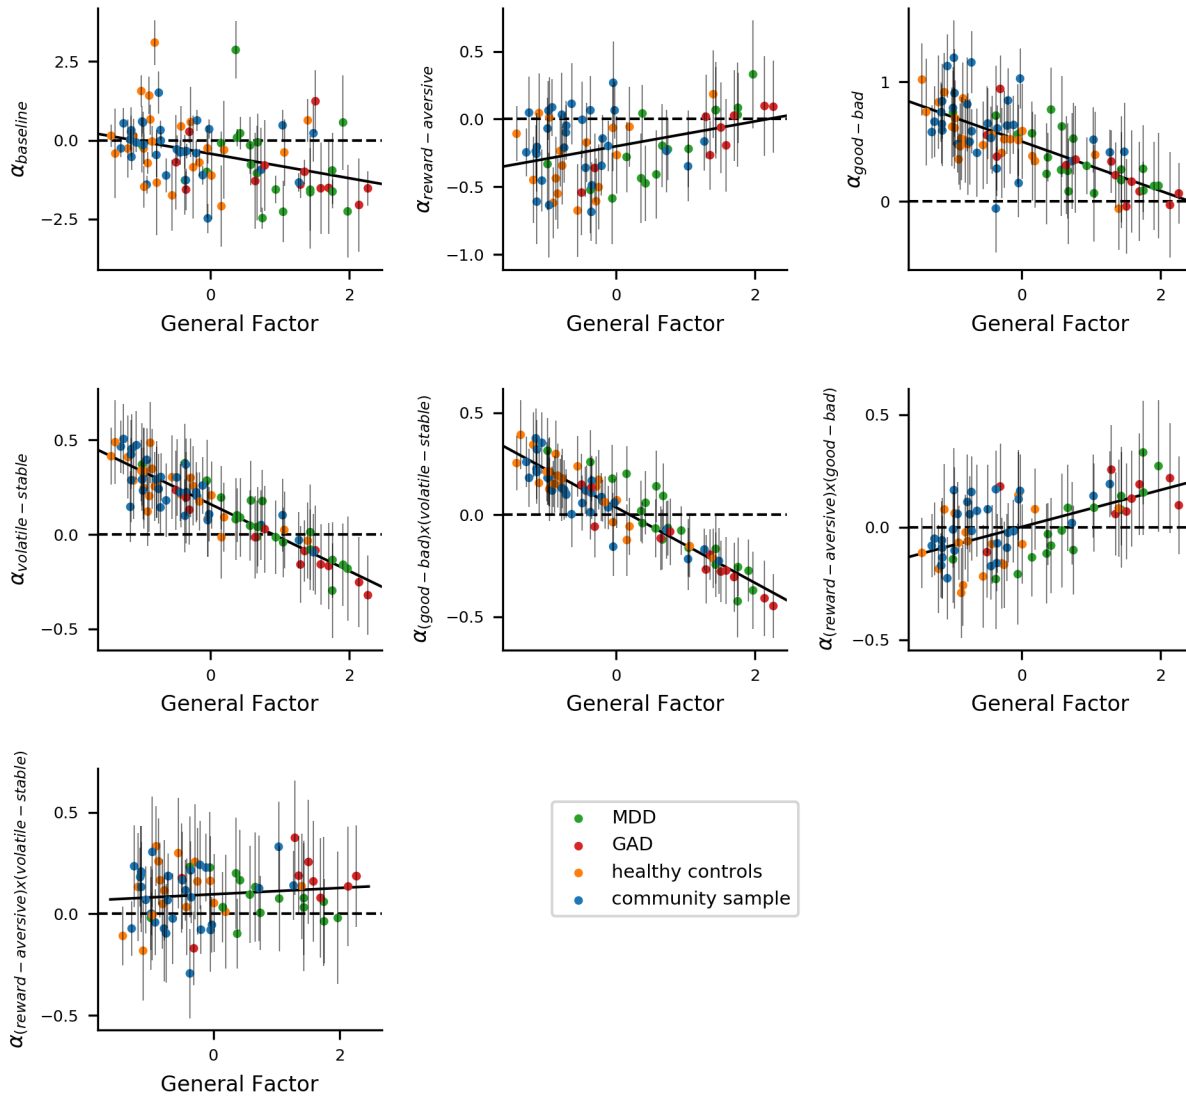 α_baseline
2.5
0.0
−2.5
0
2
General Factor
α_reward−aversive
0.5
0.0
−0.5
−1.0
0
2
General Factor
α_good−bad
1
0
0
2
General Factor
α_volatile−stable
0.5
0.0
−0.5
0
2
General Factor
α_(good−bad)x(volatile−stable)
0.5
0.0
−0.5
0
2
General Factor
α_(reward−aversive)x(good−bad)
0.5
0.0
−0.5
0
2
General Factor
α_(reward−aversive)x(volatile−stable)
0.5
0.0
−0.5
0
2
General Factor
MDD
GAD
healthy controls
community sample